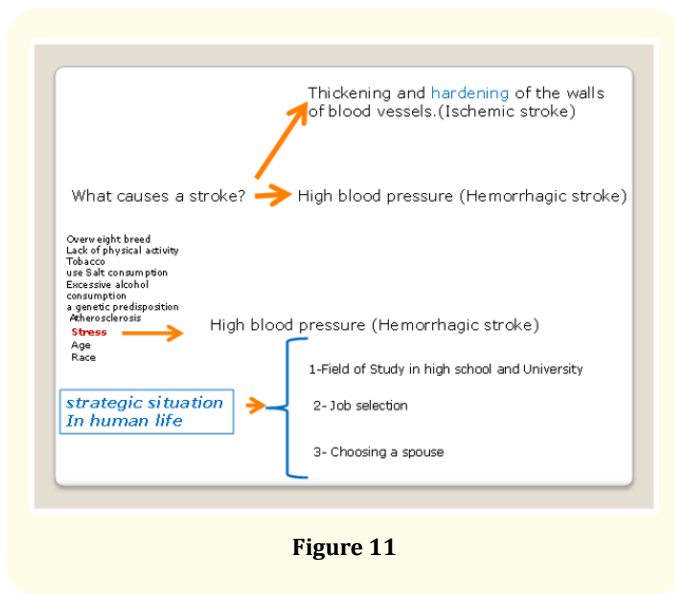 Thickening and hardening of the walls
of blood vessels.(Ischemic stroke)
What causes a stroke?
High blood pressure (Hemorrhagic stroke)
Overweight breed
Lack of physical activity
Tobacco
use Salt consumption
Excessive alcohol
consumption
a genetic predisposition
Atherosclerosis
Stress
Age
Race
High blood pressure (Hemorrhagic stroke)
strategic situation
In human life
1-Field of Study in high school and University
2- Job selection
3- Choosing a spouse
Figure 11